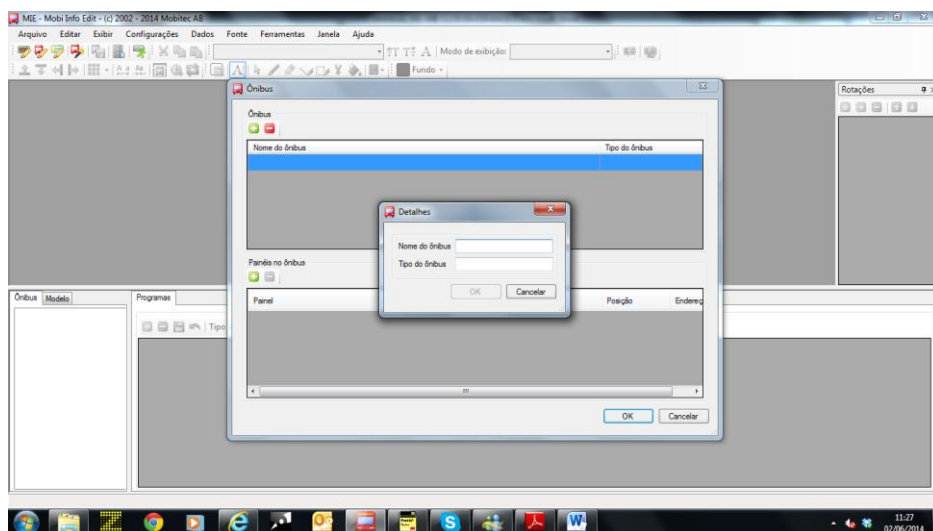 MIE - Mobi Info Edit - (c) 2002 - 2014 Mobitec AB
Arquivo Editar Exibir Configurações Dados Fonte Ferramentas Janela Ajuda
Modo de exibição:
Fundo
Ônibus
Rotações
Ônibus
Nome do ônibus Tipo do ônibus
Detalhes
Nome do ônibus
Tipo do ônibus
OK Cancelar
Painéis no ônibus
Painel Posição Endereç
Ônibus Modelo Programas
Tipo
OK Cancelar
11:27
02/06/2014